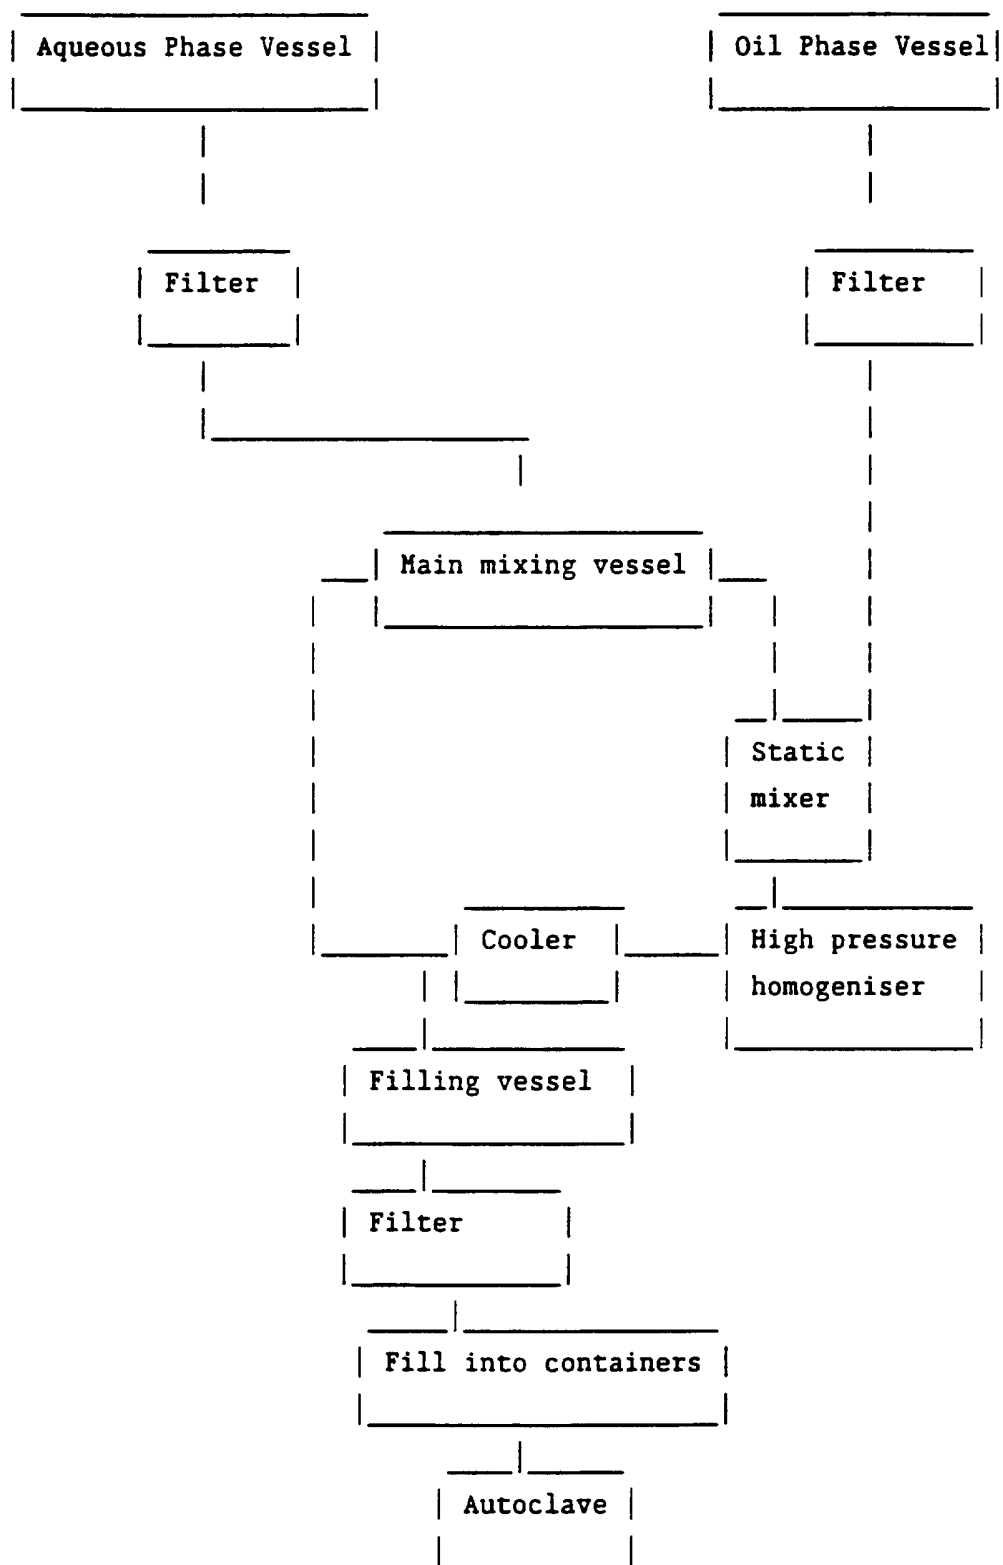 Aqueous Phase Vessel
Oil Phase Vessel
Filter
Filter
Main mixing vessel
Static
mixer
Cooler
High pressure
homogeniser
Filling vessel
Filter
Fill into containers
Autoclave